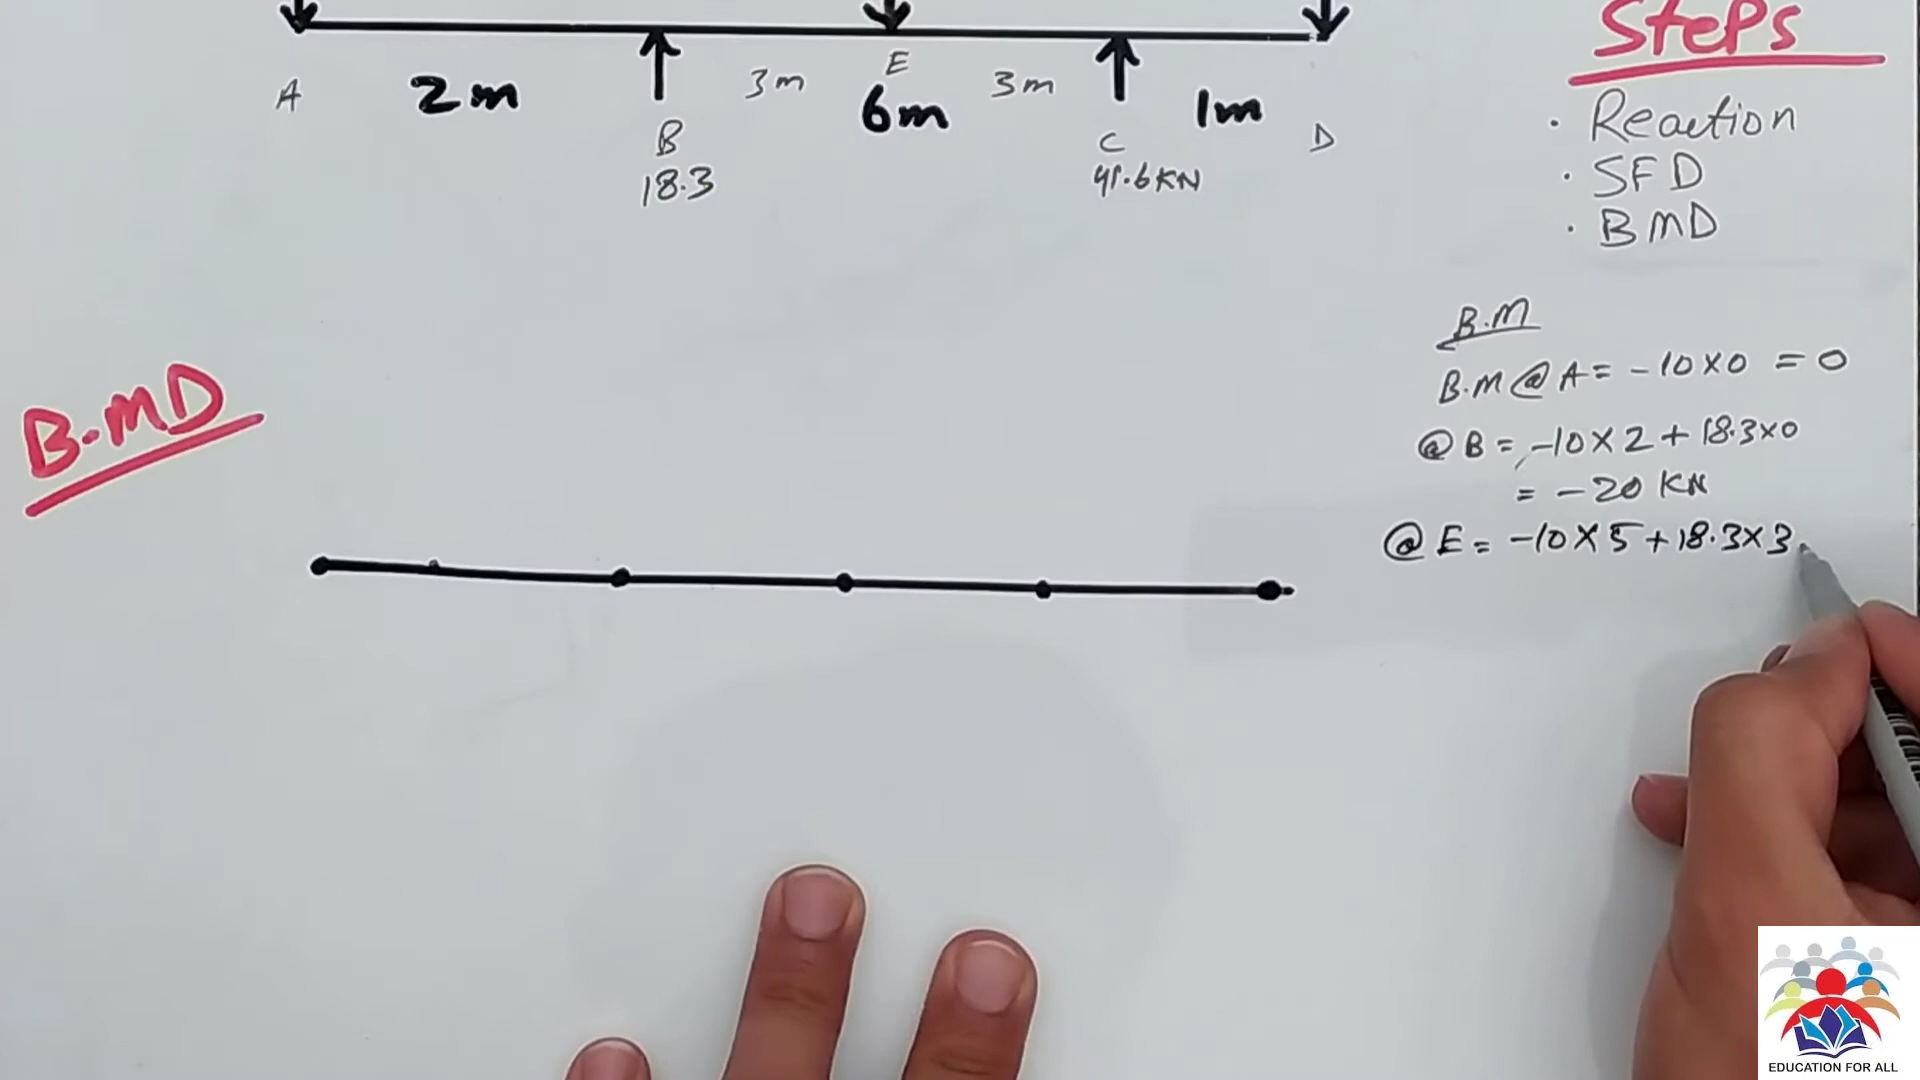 Steps
A 2m B 3m E 6m 3m C 1m D
18.3
41.6KN
· Reaction
· SFD
· BMD
B.M
B.M @ A = -10×0 = 0
@ B = -10×2+18.3×0
= -20 KN
@ E = -10×5+18.3×3
B.MD
EDUCATION FOR ALL